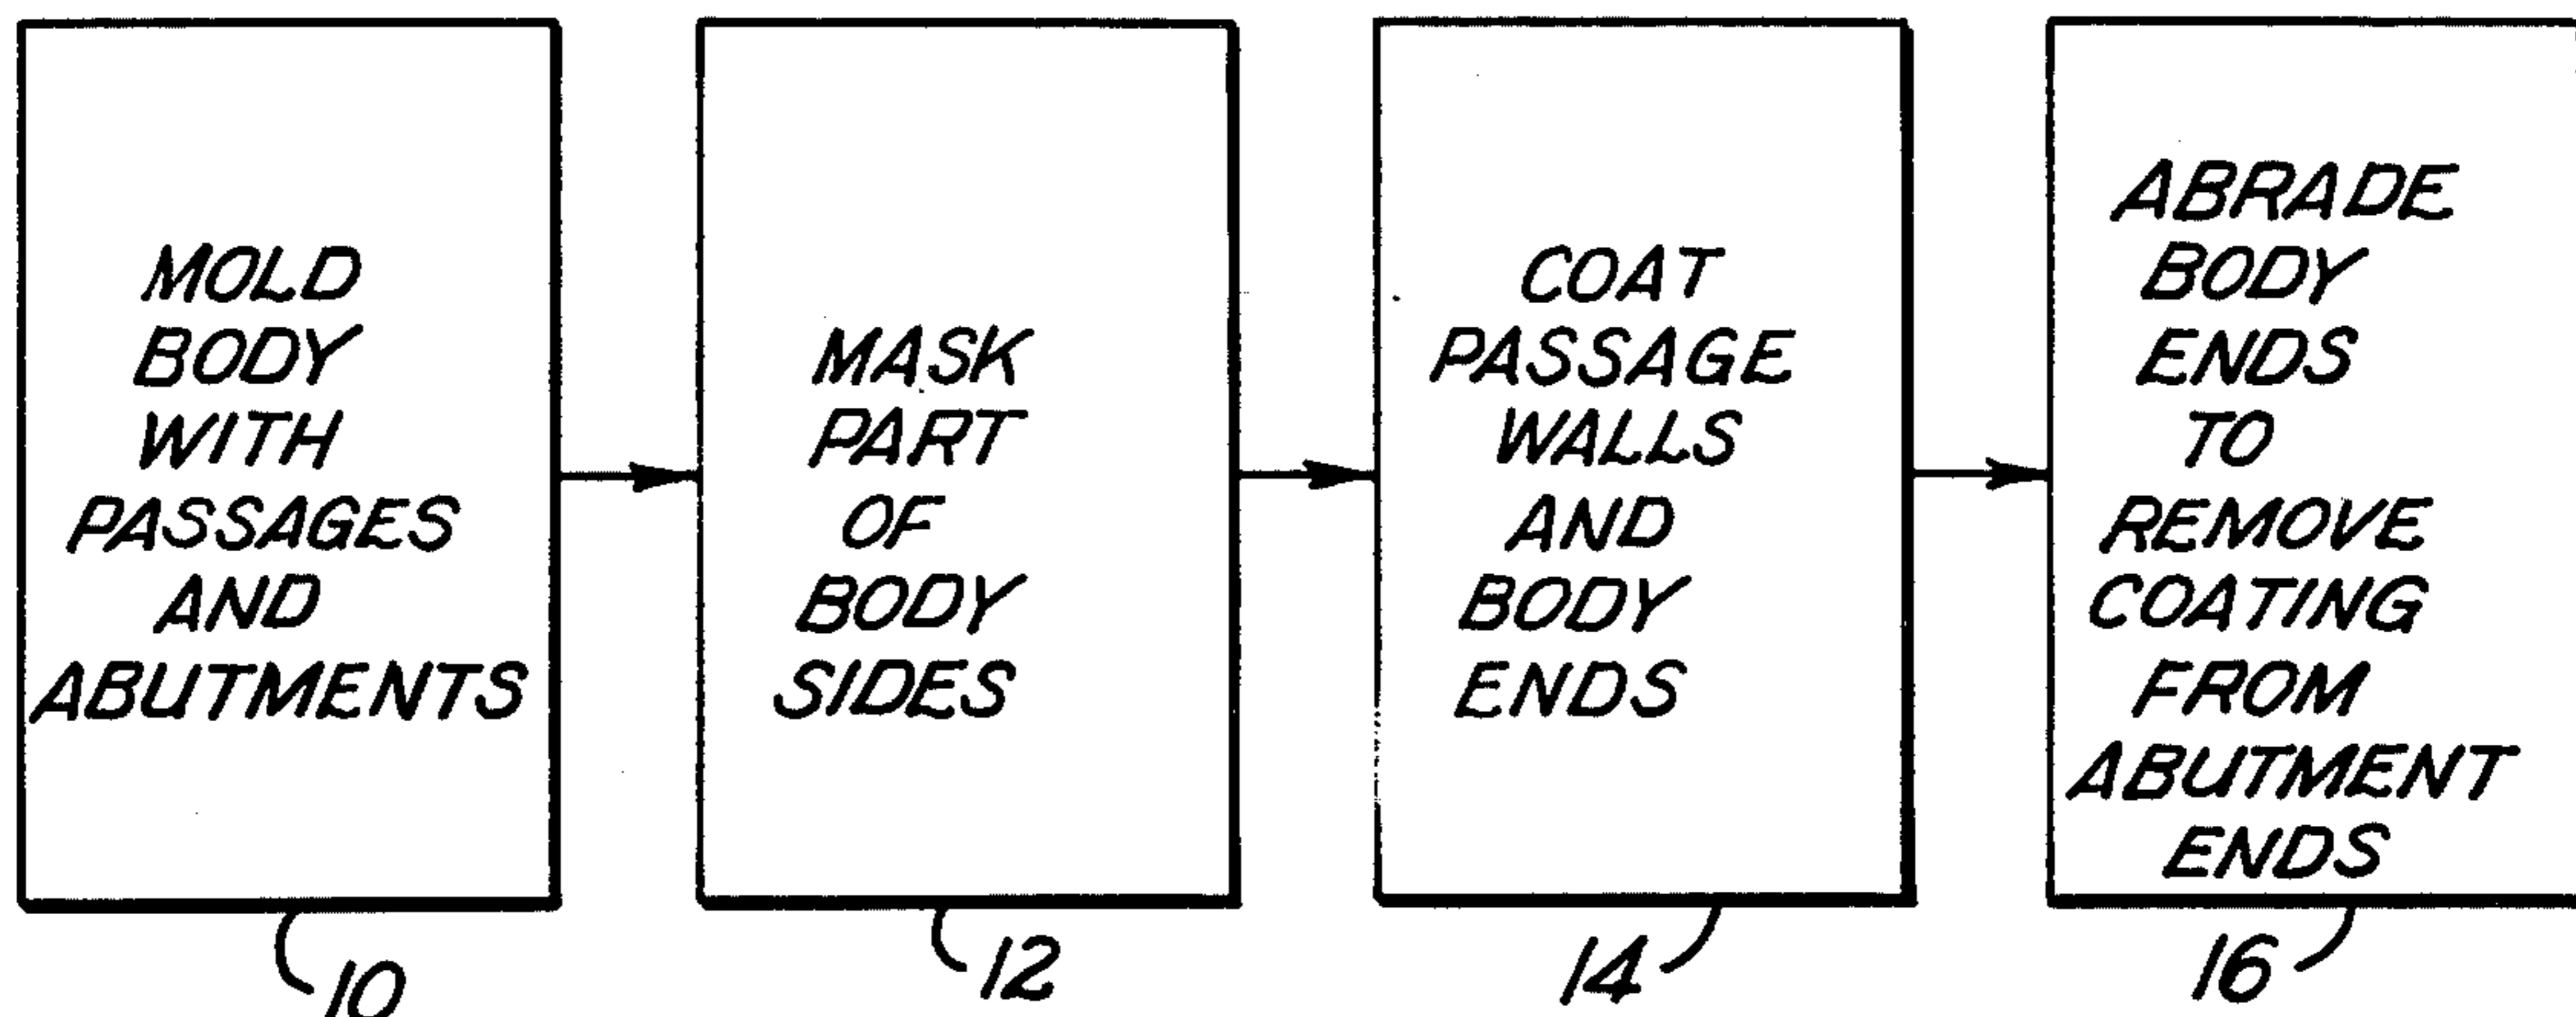 MOLD
BODY
WITH
PASSAGES
AND
ABUTMENTS
10
MASK
PART
OF
BODY
SIDES
12
COAT
PASSAGE
WALLS
AND
BODY
ENDS
14
ABRADE
BODY
ENDS
TO
REMOVE
COATING
FROM
ABUTMENT
ENDS
16